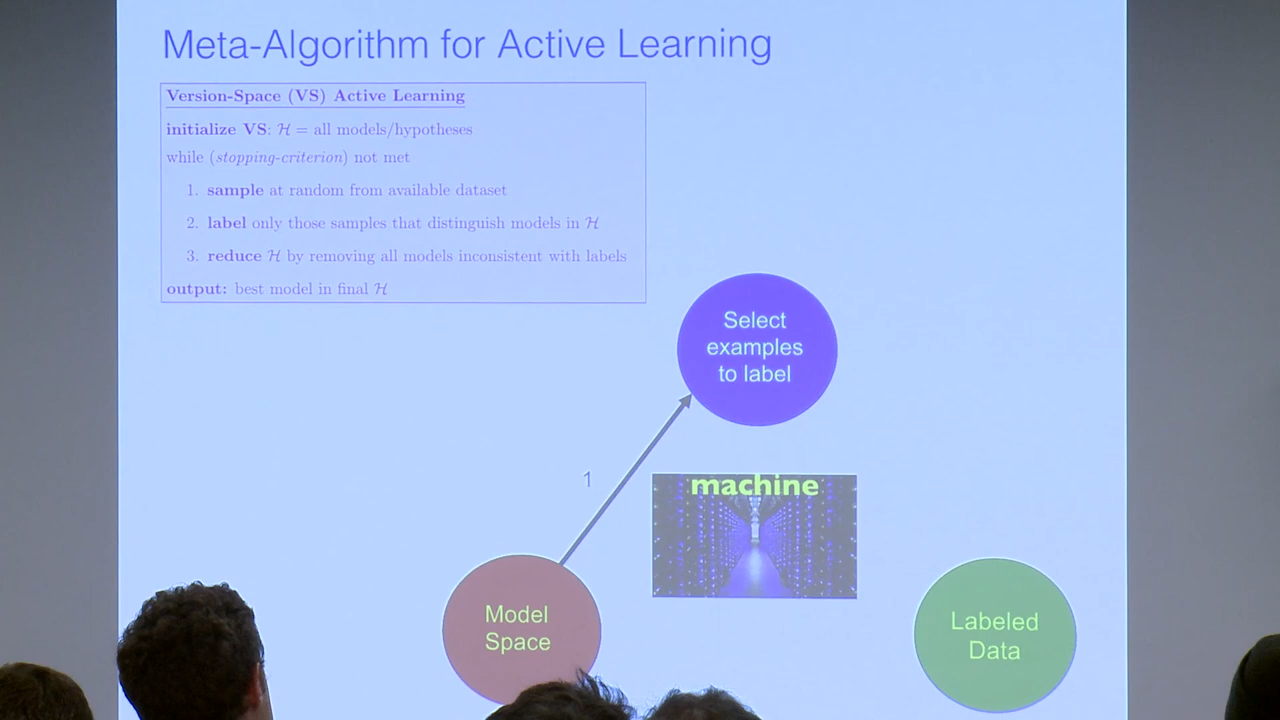 Meta-Algorithm for Active Learning
Version-Space (VS) Active Learning
initialize VS: ℋ = all models/hypotheses
while (stopping-criterion) not met
1. sample at random from available dataset
2. label only those samples that distinguish models in ℋ
3. reduce ℋ by removing all models inconsistent with labels
output: best model in final ℋ
Select
examples
to label
1
machine
Model
Space
Labeled
Data